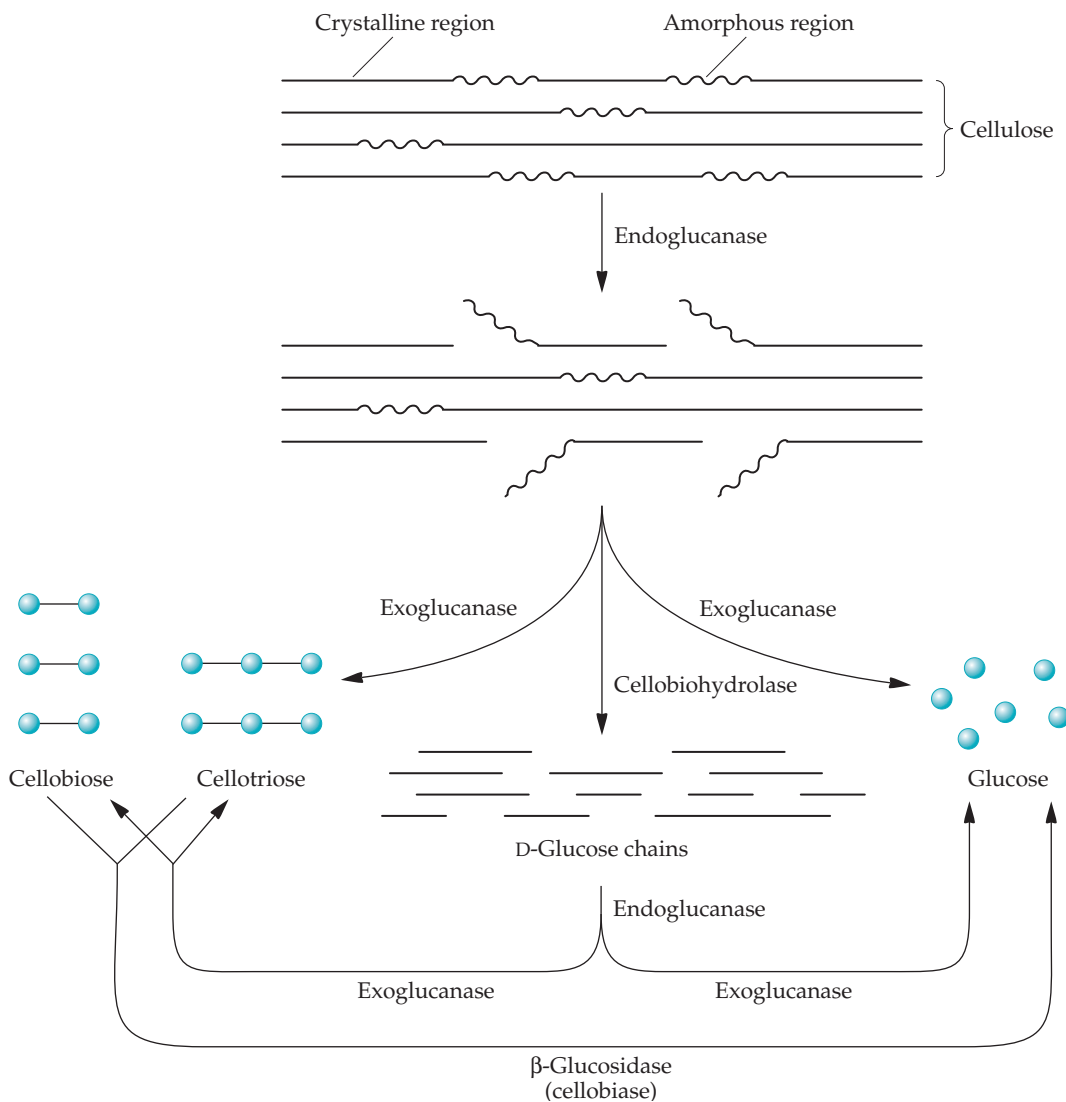 Crystalline region
Amorphous region
Cellulose
Endoglucanase
Exoglucanase
Exoglucanase
Cellobiohydrolase
Cellobiose
Cellotriose
Glucose
D-Glucose chains
Endoglucanase
Exoglucanase
Exoglucanase
β-Glucosidase
(cellobiase)